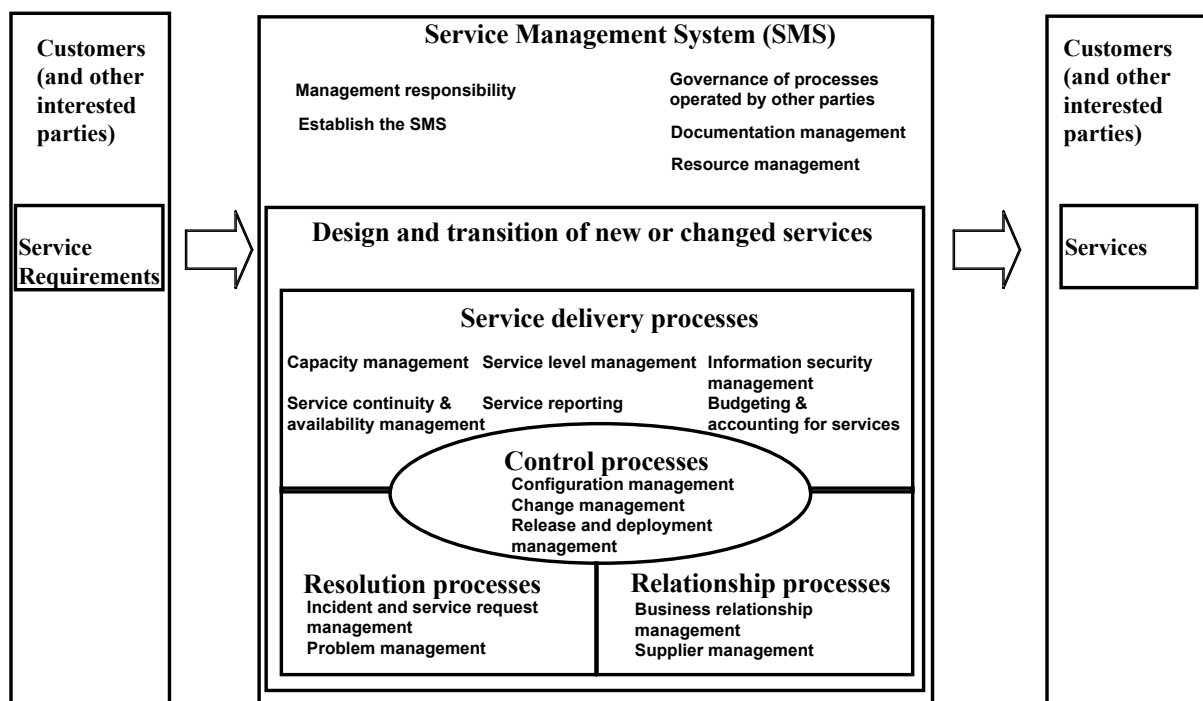 Customers
(and other
interested
parties)
Service
Requirements
Service Management System (SMS)
Management responsibility
Establish the SMS
Governance of processes
operated by other parties
Documentation management
Resource management
Design and transition of new or changed services
Service delivery processes
Capacity management
Service level management
Information security
management
Service continuity &
availability management
Service reporting
Budgeting &
accounting for services
Control processes
Configuration management
Change management
Release and deployment
management
Resolution processes
Incident and service request
management
Problem management
Relationship processes
Business relationship
management
Supplier management
Customers
(and other
interested
parties)
Services